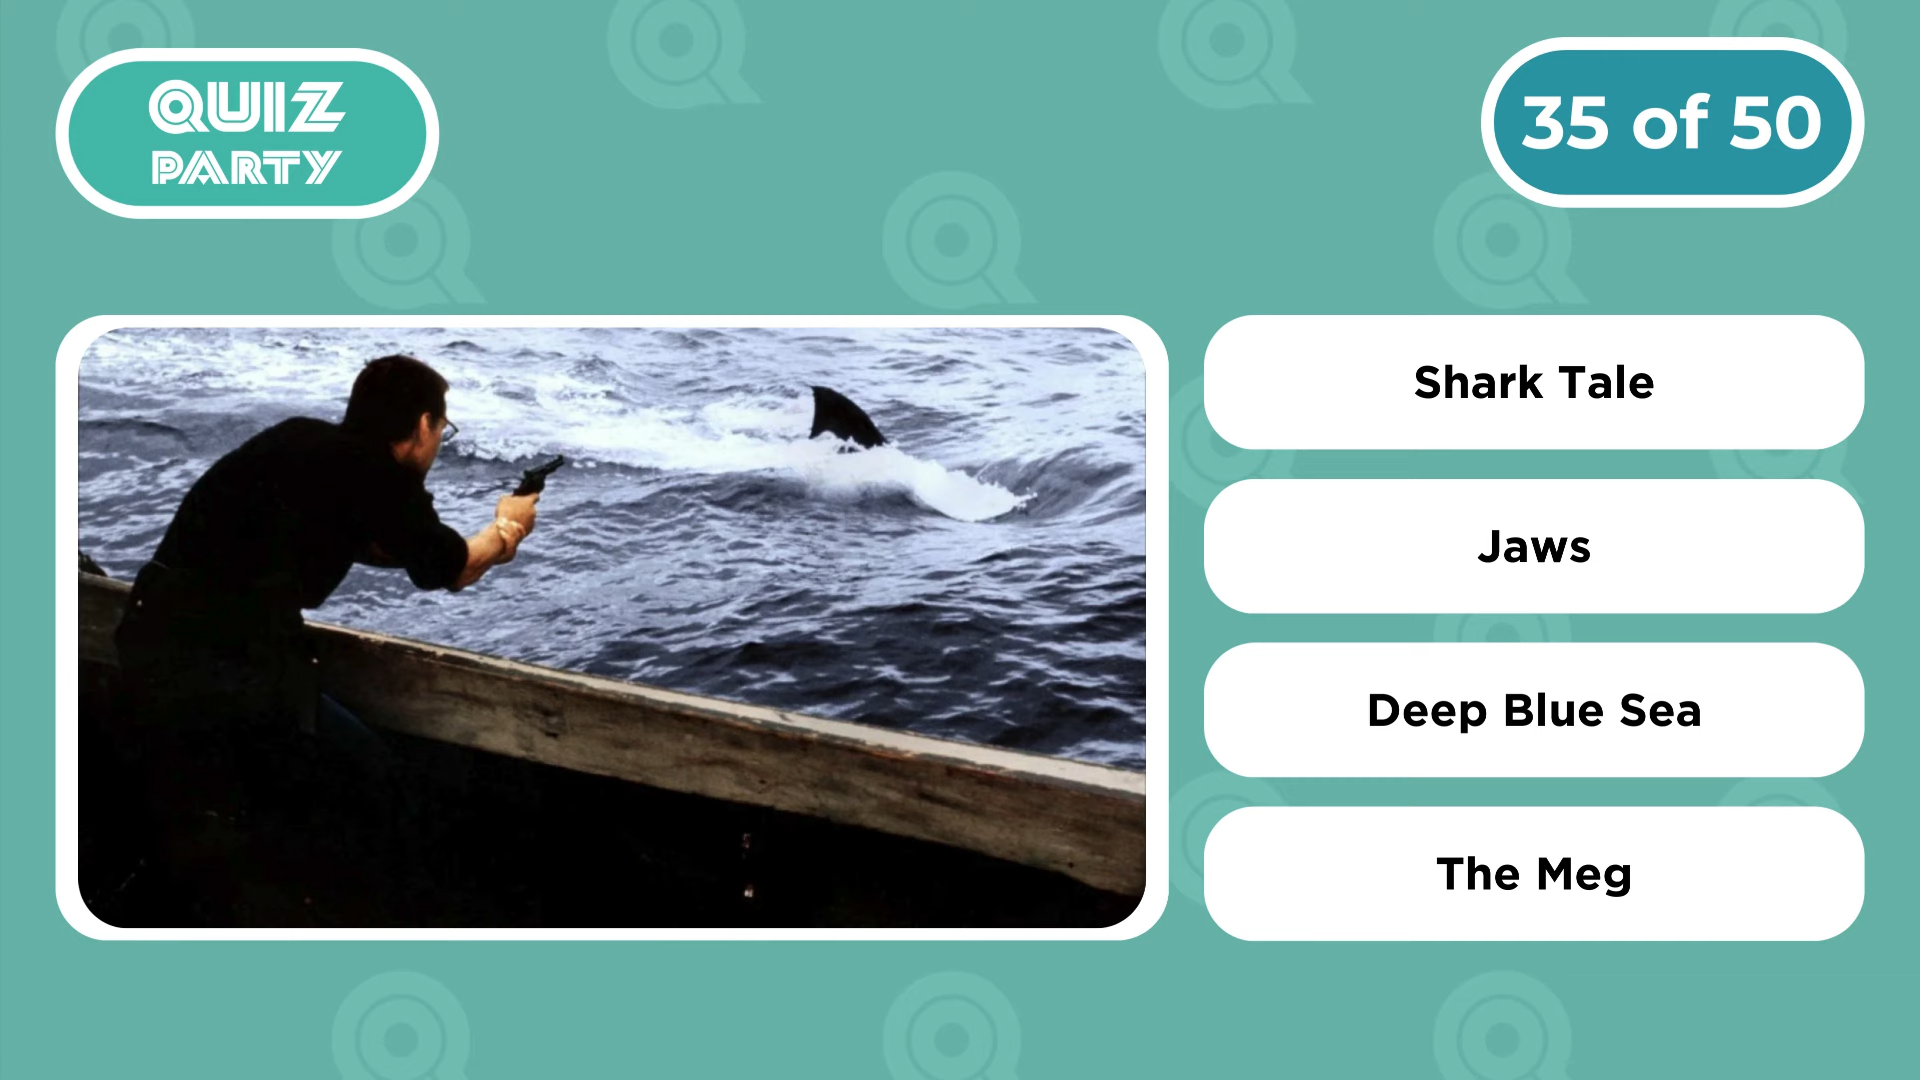 QUIZ
PARTY
35 of 50
Shark Tale
Jaws
Deep Blue Sea
The Meg